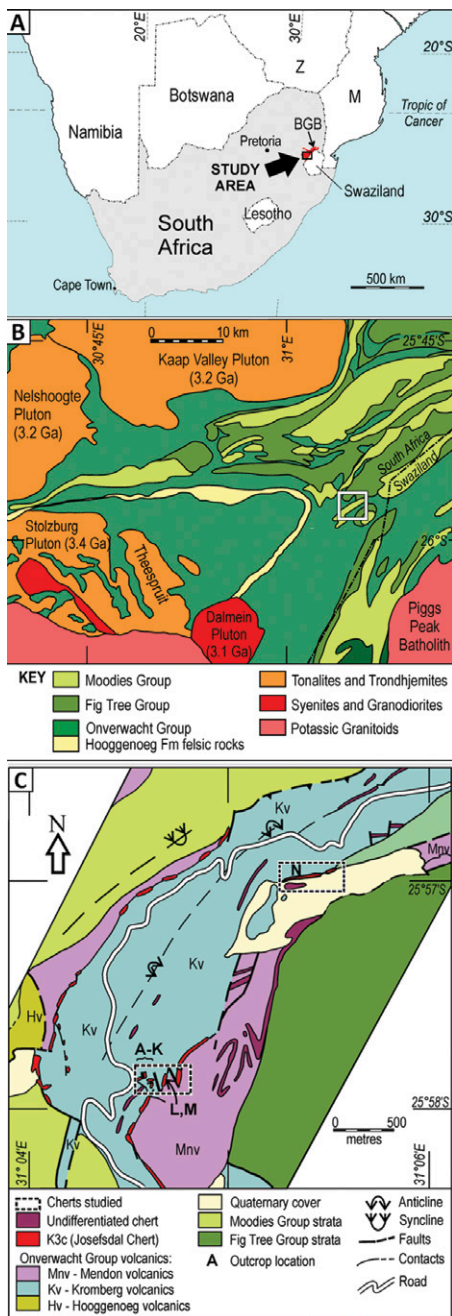 A
20°E
30°E
Z
20°S
Botswana
M
Namibia
BGB
Tropic of
Cancer
Pretoria
STUDY
AREA
Swaziland
South
Africa
Lesotho
30°S
Cape Town
500 km
B
30°45'E
0 10 km
31°E
25°45'S
Kaap Valley Pluton
(3.2 Ga)
Nelshoogte
Pluton
(3.2 Ga)
South Africa
Swaziland
Stolzburg
Pluton (3.4 Ga)
Theespruit
26°S
Dalmein
Pluton
(3.1 Ga)
Piggs
Peak
Batholith
KEY
Moodies Group
Tonalites and Trondhjemites
Fig Tree Group
Syenites and Granodiorites
Onverwacht Group
Potassic Granitoids
Hooggenoeg Fm felsic rocks
C
N
Kv
Mnv
N
25°57'S
Kv
Hv
Kv
A-K
L,M
25°58'S
0 500
metres
Mnv
Kv
31°04'E
31°06'E
Cherts studied
Quaternary cover
Anticline
Undifferentiated chert
Moodies Group strata
Syncline
K3c (Josefsdal Chert)
Fig Tree Group strata
Faults
Onverwacht Group volcanics:
A Outcrop location
Contacts
Mnv - Mendon volcanics
Road
Kv - Kromberg volcanics
Hv - Hooggenoeg volcanics